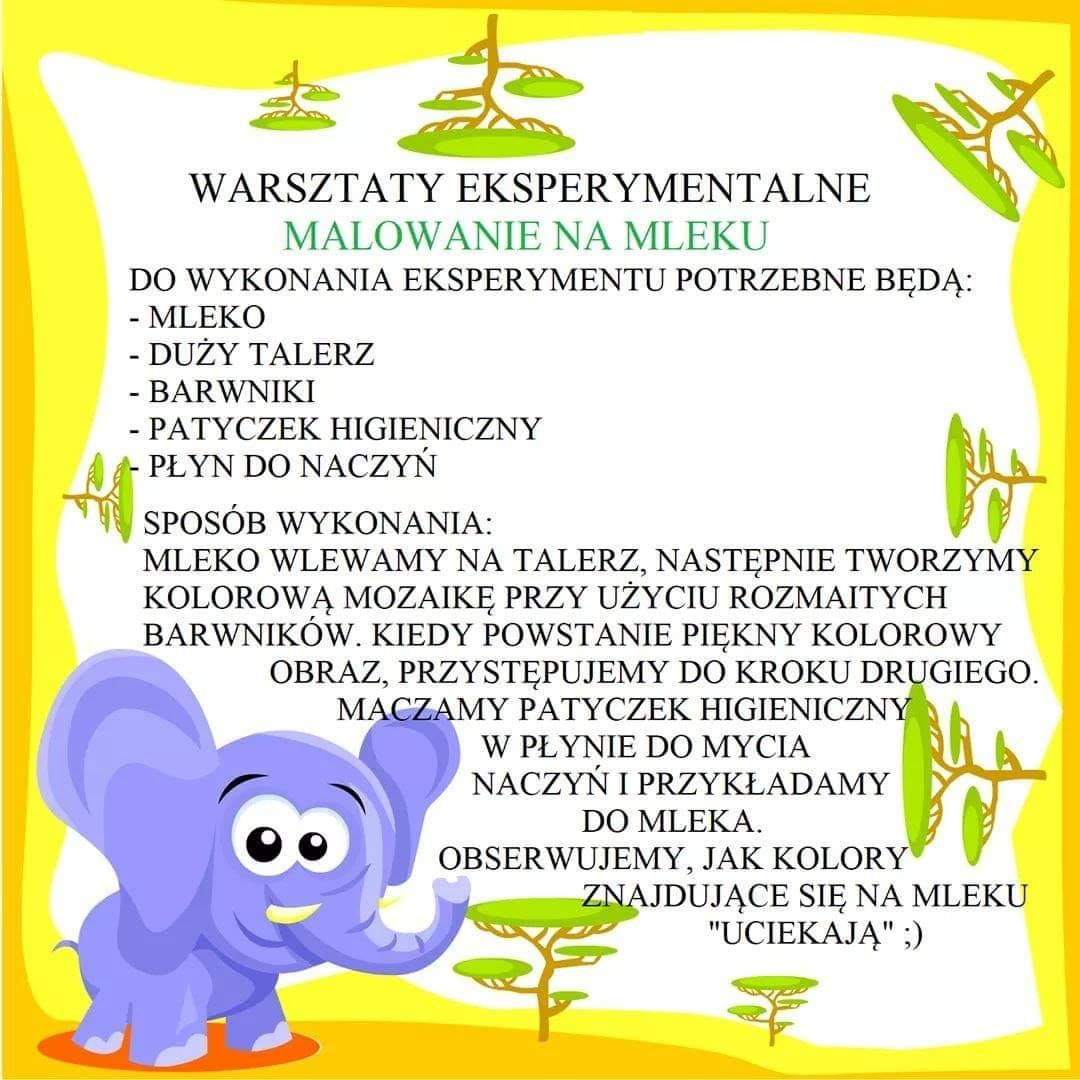 WARSZTATY EKSPERYMENTALNE
MALOWANIE NA MLEKU
DO WYKONANIA EKSPERYMENTU POTRZEBNE BĘDĄ:
- MLEKO
- DUŻY TALERZ
- BARWNIKI
- PATYCZEK HIGIENICZNY
- PŁYN DO NACZYŃ
SPOSÓB WYKONANIA:
MLEKO WLEWAMY NA TALERZ, NASTĘPNIE TWORZYMY
KOLOROWĄ MOZAIKĘ PRZY UŻYCIU ROZMAITYCH
BARWNIKÓW. KIEDY POWSTANIE PIĘKNY KOLOROWY
OBRAZ, PRZYSTĘPUJEMY DO KROKU DRUGIEGO.
MACZAMY PATYCZEK HIGIENICZNY
W PŁYNIE DO MYCIA
NACZYŃ I PRZYKŁADAMY
DO MLEKA.
OBSERWUJEMY, JAK KOLORY
ZNAJDUJĄCE SIĘ NA MLEKU
"UCIEKAJĄ" ;)